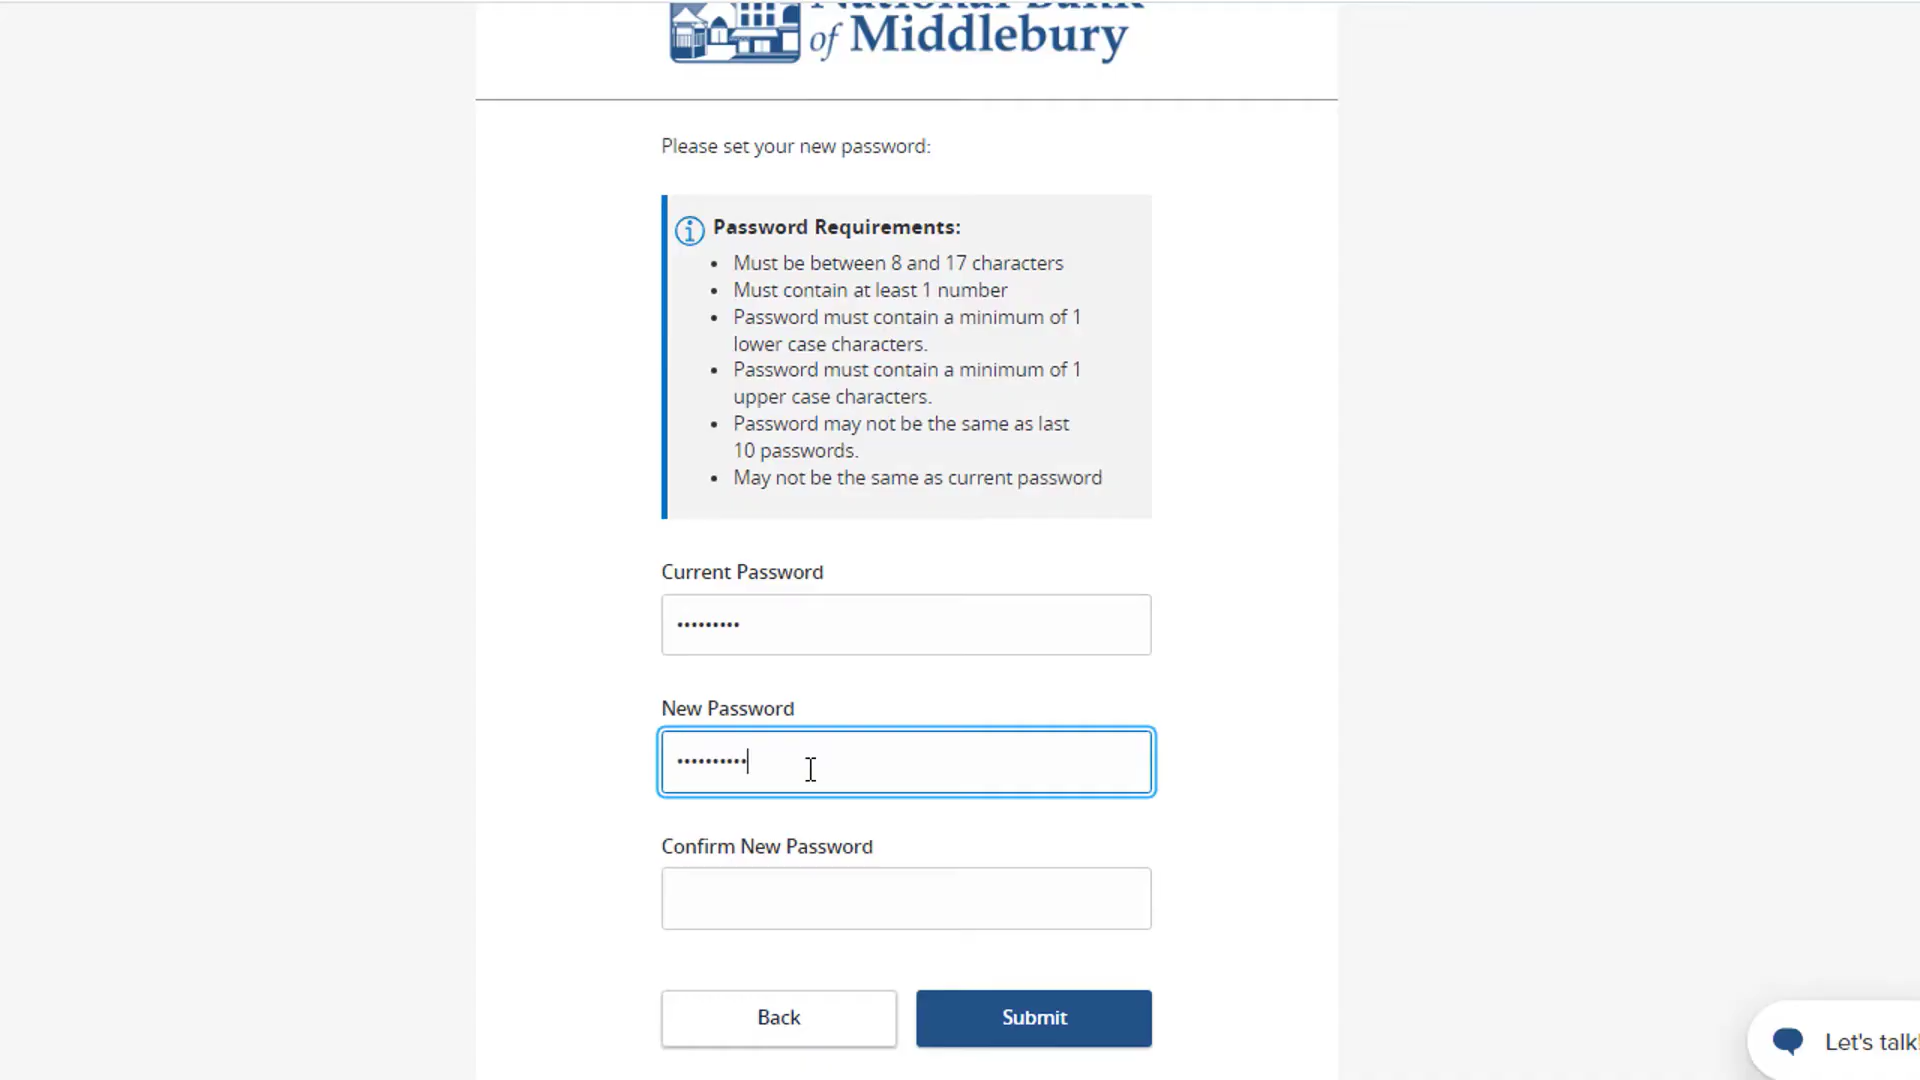 National Bank
of Middlebury
Please set your new password:
Password Requirements:
• Must be between 8 and 17 characters
• Must contain at least 1 number
• Password must contain a minimum of 1
lower case characters.
• Password must contain a minimum of 1
upper case characters.
• Password may not be the same as last
10 passwords.
• May not be the same as current password
Current Password
•••••••••
New Password
••••••••••
Confirm New Password
Back
Submit
Let's talk!